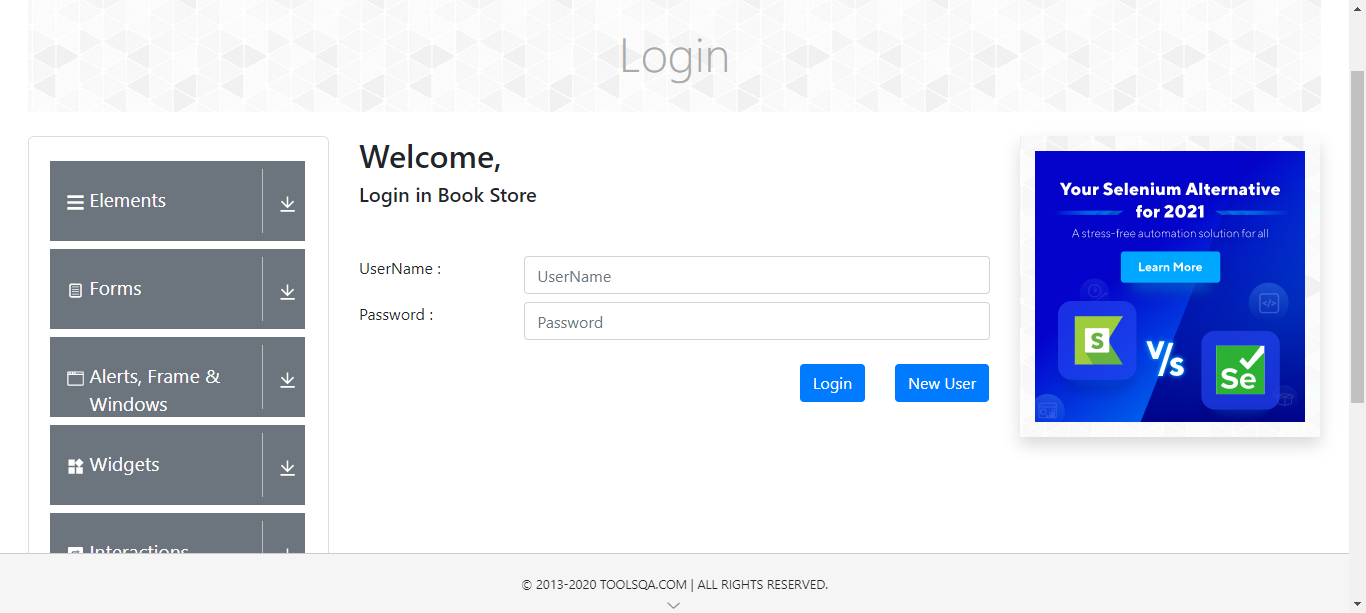 Login
Elements
Forms
Alerts, Frame &
Windows
Widgets
Interactions
Welcome,
Login in Book Store
UserName :
UserName
Password :
Password
Login
New User
Your Selenium Alternative
for 2021
A stress-free automation solution for all
Learn More
S
V/s
Se
© 2013-2020 TOOLSQA.COM | ALL RIGHTS RESERVED.